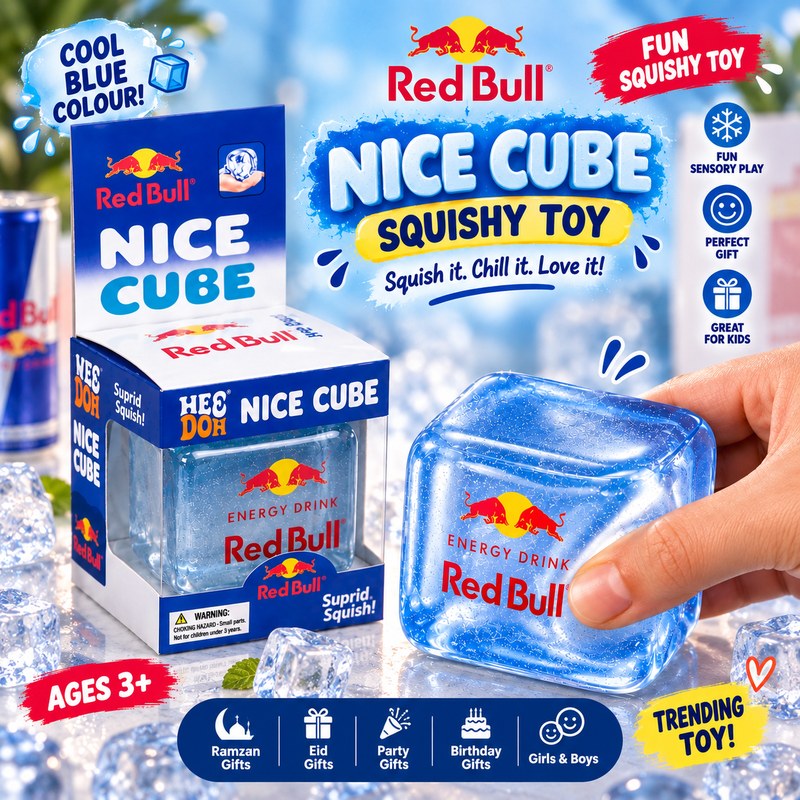 COOL
BLUE
COLOUR!
Red Bull®
NICE CUBE
SQUISHY TOY
Squish it. Chill it. Love it!
FUN
SQUISHY TOY
FUN
SENSORY PLAY
PERFECT
GIFT
GREAT
FOR KIDS
Red Bull®
NICE
CUBE
Red Bull
HEE
DOH
NICE CUBE
Suprid
Squish!
NICE
CUBE
Red Bull
ENERGY DRINK
Red Bull®
Red Bull
Suprid,
Squish!
WARNING:
CHOKING HAZARD - Small parts.
Not for children under 3 years.
ENERGY DRINK
Red Bull
AGES 3+
Ramzan
Gifts
Eid
Gifts
Party
Gifts
Birthday
Gifts
Girls & Boys
TRENDING
TOY!